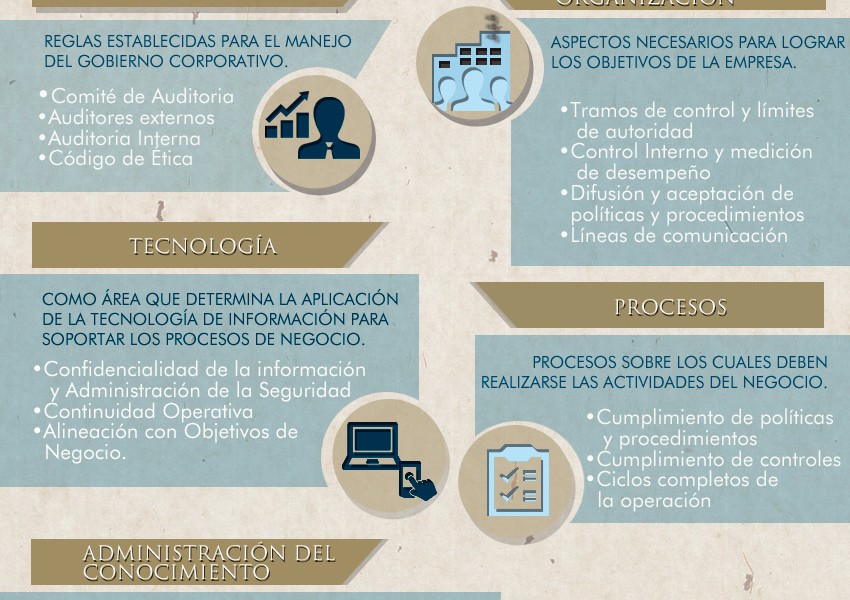 ORGANIZACIÓN
REGLAS ESTABLECIDAS PARA EL MANEJO
DEL GOBIERNO CORPORATIVO.
•Comité de Auditoria
•Auditores externos
•Auditoria Interna
•Código de Ética
ASPECTOS NECESARIOS PARA LOGRAR
LOS OBJETIVOS DE LA EMPRESA.
•Tramos de control y límites
de autoridad
•Control Interno y medición
de desempeño
•Difusión y aceptación de
políticas y procedimientos
•Líneas de comunicación
TECNOLOGÍA
COMO ÁREA QUE DETERMINA LA APLICACIÓN
DE LA TECNOLOGÍA DE INFORMACIÓN PARA
SOPORTAR LOS PROCESOS DE NEGOCIO.
•Confidencialidad de la información
y Administración de la Seguridad
•Continuidad Operativa
•Alineación con Objetivos de
Negocio.
PROCESOS
PROCESOS SOBRE LOS CUALES DEBEN
REALIZARSE LAS ACTIVIDADES DEL NEGOCIO.
•Cumplimiento de políticas
y procedimientos
•Cumplimiento de controles
•Ciclos completos de
la operación
ADMINISTRACIÓN DEL
CONOCIMIENTO